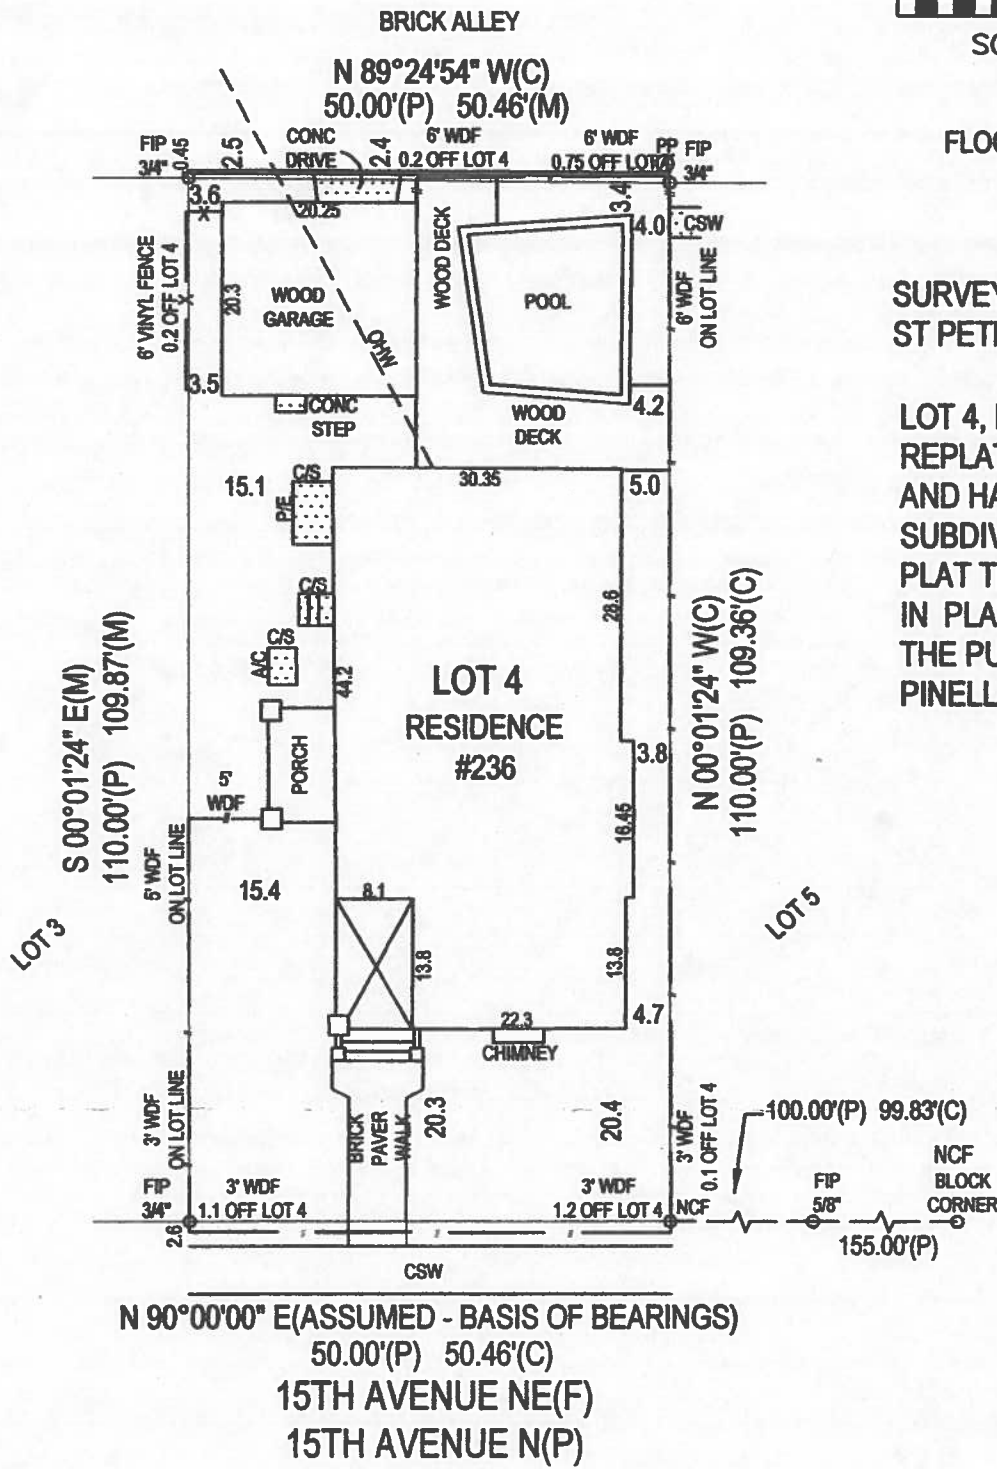 BRICK ALLEY
SC
N 89°24'54" W(C)
50.00'(P) 50.46'(M)
FIP
3/4"
0.45
2.5
CONC
DRIVE
2.4
6' WDF
0.2 OFF LOT 4
6' WDF
0.75 OFF LOT
PP
FIP
3/4"
FLOO
3.6
20.25
3.4
4.0
CSW
6' VINYL FENCE
0.2 OFF LOT 4
20.3
WOOD
GARAGE
WOOD DECK
POOL
6' WDF
ON LOT LINE
SURVEY
ST PETE
OHW
3.5
CONC
STEP
WOOD
DECK
4.2
LOT 4,
REPLAT
AND HA
SUBDIV
PLAT T
IN PLA
THE PU
PINELL
15.1
C/S
P/E
30.35
5.0
C/S
28.6
C/S
A/C
44.2
LOT 4
RESIDENCE
#236
S 00°01'24" E(M)
110.00'(P) 109.87'(M)
N 00°01'24" W(C)
110.00'(P) 109.36'(C)
PORCH
3.8
5'
WDF
16.45
5' WDF
ON LOT LINE
15.4
8.1
LOT 3
LOT 5
13.8
13.8
22.3
4.7
CHIMNEY
3' WDF
ON LOT LINE
BRICK
PAVER
WALK
20.3
20.4
3' WDF
0.1 OFF LOT 4
100.00'(P) 99.83'(C)
FIP
3/4"
3' WDF
1.1 OFF LOT 4
3' WDF
1.2 OFF LOT 4
NCF
FIP
5/8"
NCF
BLOCK
CORNER
2.6
155.00'(P)
CSW
N 90°00'00" E(ASSUMED - BASIS OF BEARINGS)
50.00'(P) 50.46'(C)
15TH AVENUE NE(F)
15TH AVENUE N(P)